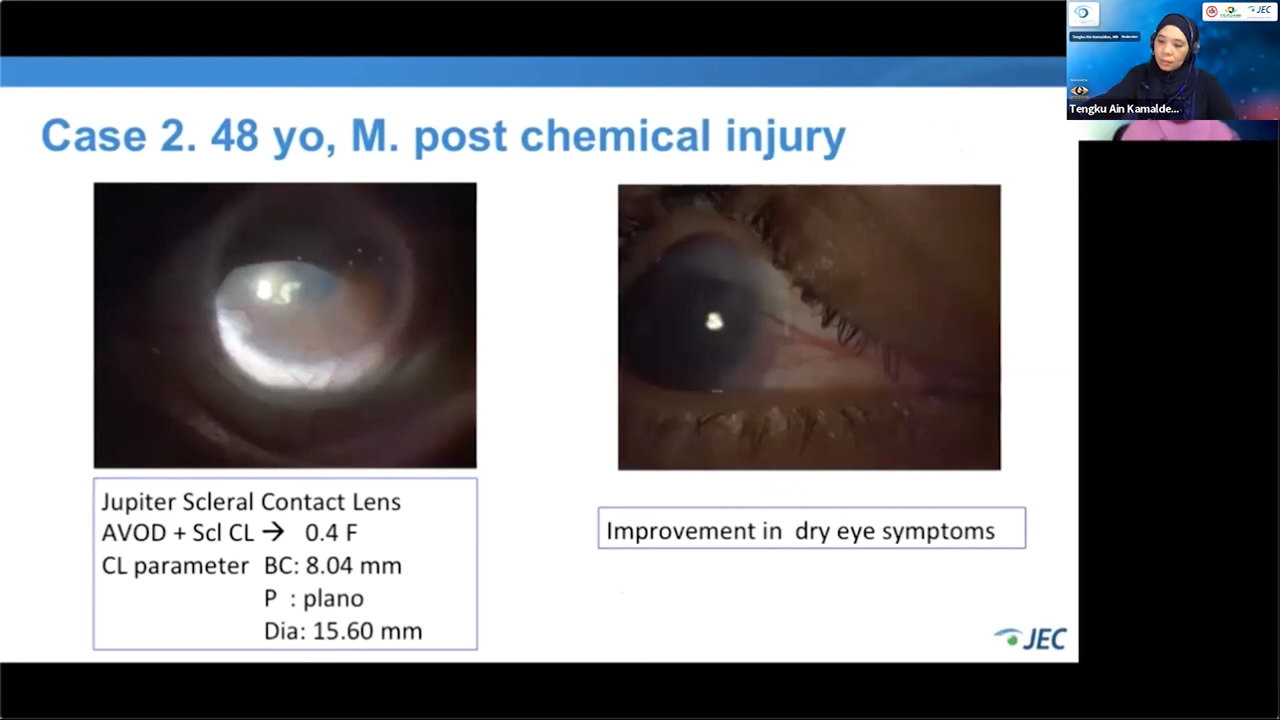 JEC
Tengku Ain Kamalde...
Case 2. 48 yo, M. post chemical injury
Jupiter Scleral Contact Lens
AVOD + Scl CL → 0.4 F
CL parameter BC: 8.04 mm
P : plano
Dia: 15.60 mm
Improvement in dry eye symptoms
JEC